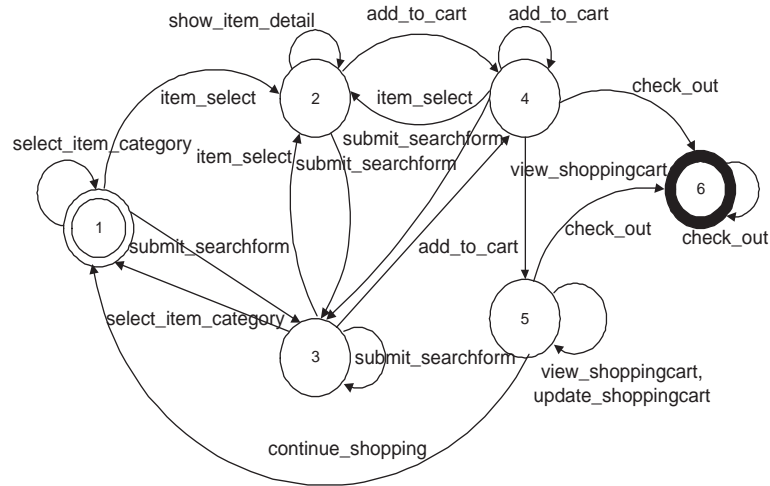 show_item_detail
add_to_cart
add_to_cart
2
4
item_select
item_select
check_out
select_item_category
item_select
submit_searchform
submit_searchform
view_shoppingcart
6
1
submit_searchform
add_to_cart
check_out
check_out
select_item_category
5
3
submit_searchform
view_shoppingcart,
update_shoppingcart
continue_shopping